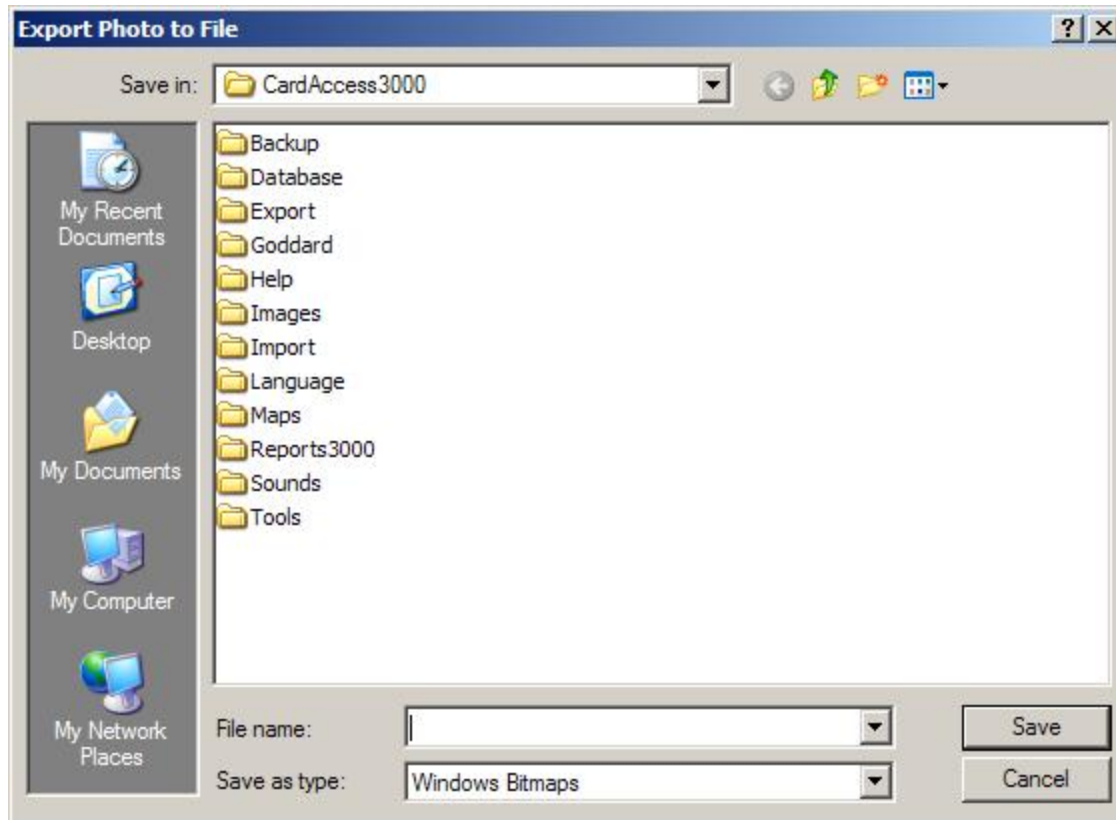 Export Photo to File
Save in: CardAccess3000
My Recent
Documents
Desktop
My Documents
My Computer
My Network
Places
Backup
Database
Export
Goddard
Help
Images
Import
Language
Maps
Reports3000
Sounds
Tools
File name:
Save
Save as type: Windows Bitmaps
Cancel